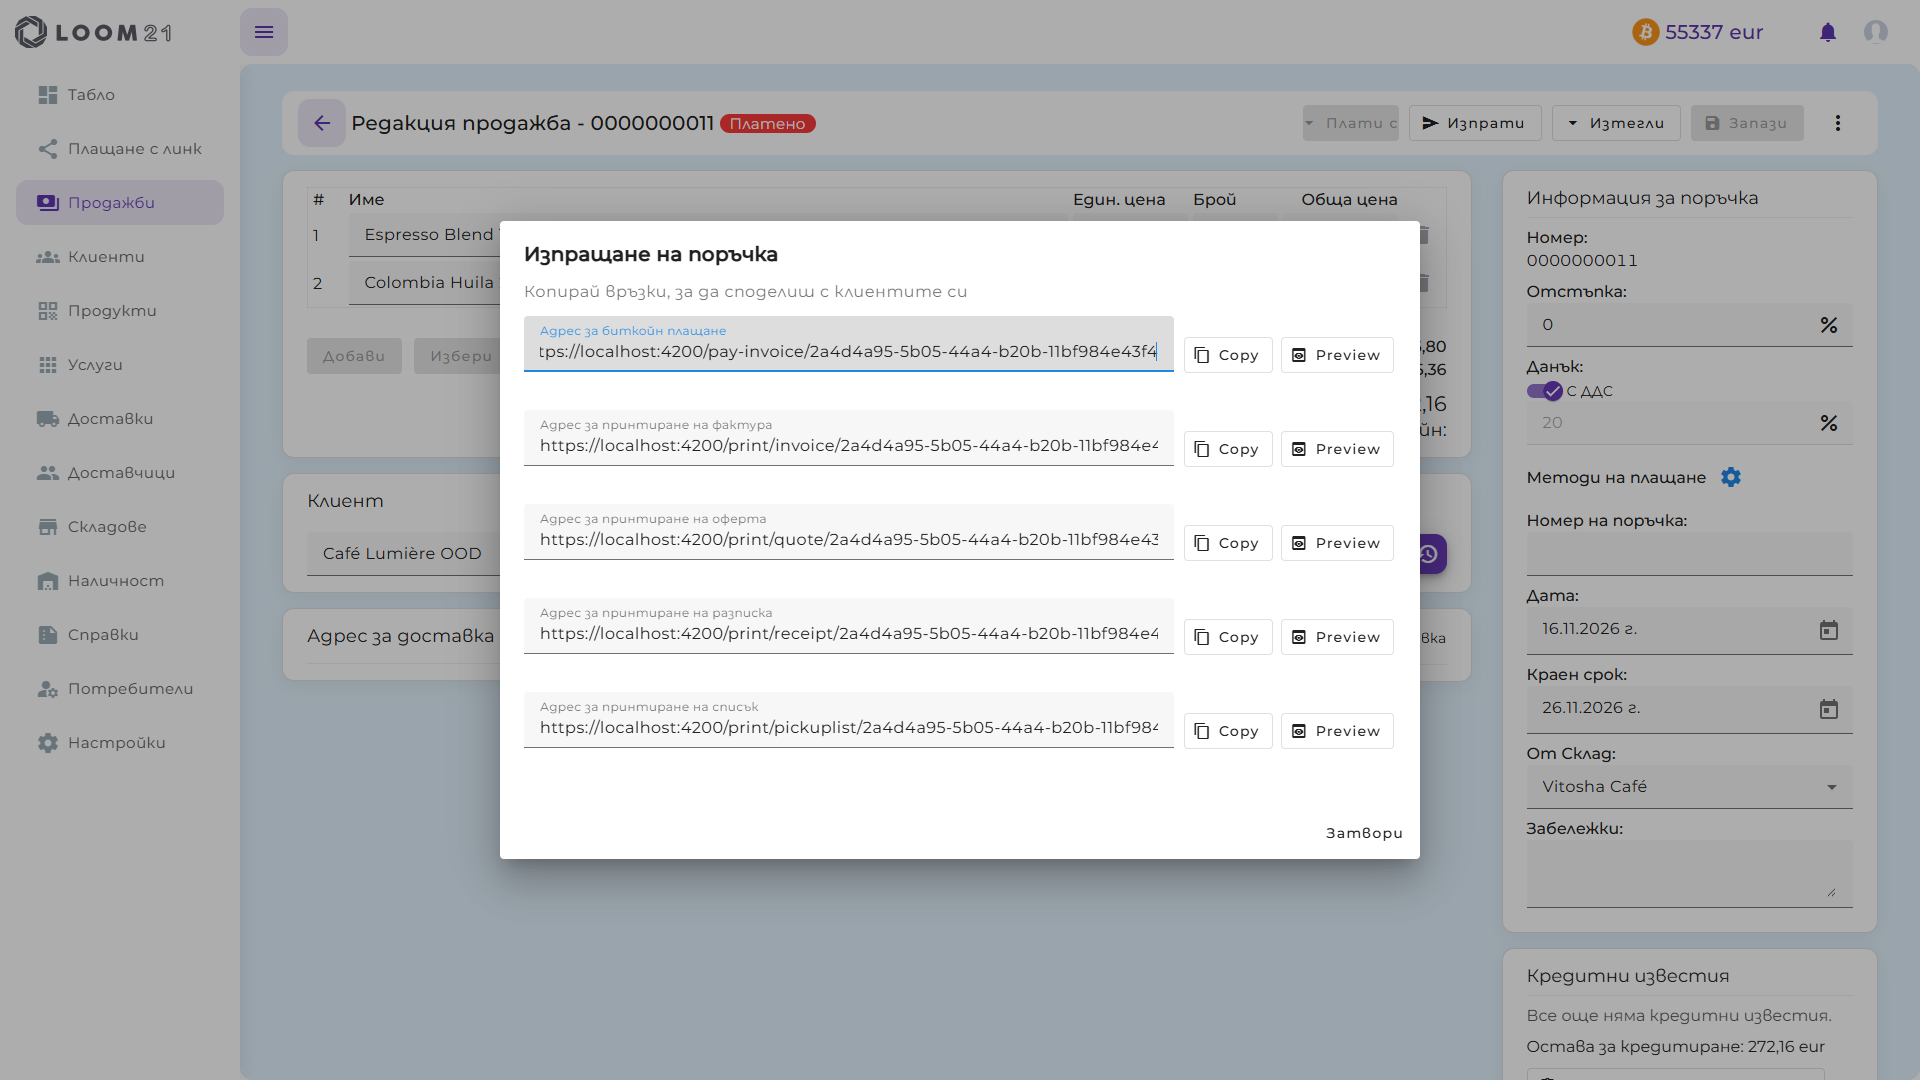 LOOM21
55337 eur
Табло
Плащане с линк
Продажби
Клиенти
Продукти
Услуги
Доставки
Доставчици
Складове
Наличност
Справки
Потребители
Настройки
Редакция продажба - 0000000011 Платено
Плати с
Изпрати
Изтегли
Запази
# Име Един. цена Брой Обща цена
1 Espresso Blend
2 Colombia Huila
Добави
Избери
,80
,36
,16
йн:
Клиент
Café Lumière OOD
Адрес за доставка
вка
Изпращане на поръчка
Копирай връзки, за да споделиш с клиентите си
Адрес за биткойн плащане
tps://localhost:4200/pay-invoice/2a4d4a95-5b05-44a4-b20b-11bf984e43f4
Copy Preview
Адрес за принтиране на фактура
https://localhost:4200/print/invoice/2a4d4a95-5b05-44a4-b20b-11bf984e4
Copy Preview
Адрес за принтиране на оферта
https://localhost:4200/print/quote/2a4d4a95-5b05-44a4-b20b-11bf984e43
Copy Preview
Адрес за принтиране на разписка
https://localhost:4200/print/receipt/2a4d4a95-5b05-44a4-b20b-11bf984e4
Copy Preview
Адрес за принтиране на списък
https://localhost:4200/print/pickuplist/2a4d4a95-5b05-44a4-b20b-11bf984
Copy Preview
Затвори
Информация за поръчка
Номер:
0000000011
Отстъпка:
0 %
Данък:
С ДДС
20 %
Методи на плащане
Номер на поръчка:
Дата:
16.11.2026 г.
Краен срок:
26.11.2026 г.
От Склад:
Vitosha Café
Забележки:
Кредитни известия
Все още няма кредитни известия.
Остава за кредитиране: 272,16 eur